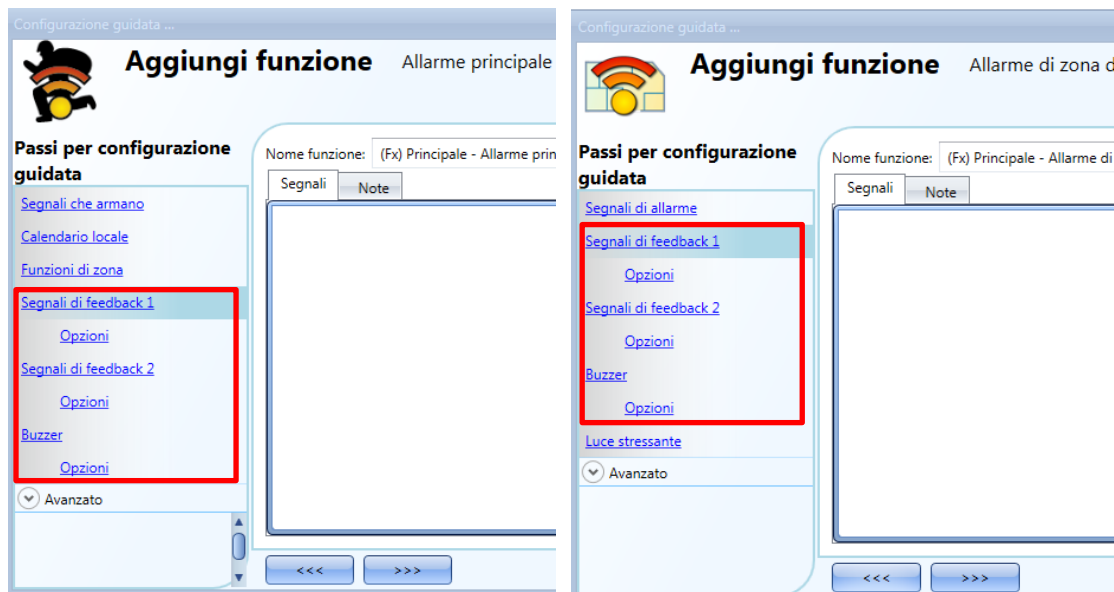 Configurazione guidata ...
Aggiungi funzione Allarme principale
Passi per configurazione
guidata
Segnali che armano
Calendario locale
Funzioni di zona
Segnali di feedback 1
Opzioni
Segnali di feedback 2
Opzioni
Buzzer
Opzioni
Avanzato
Nome funzione: (Fx) Principale - Allarme prin
Segnali Note
<<< >>>
Configurazione guidata ...
Aggiungi funzione Allarme di zona d
Passi per configurazione
guidata
Segnali di allarme
Segnali di feedback 1
Opzioni
Segnali di feedback 2
Opzioni
Buzzer
Opzioni
Luce stressante
Avanzato
Nome funzione: (Fx) Principale - Allarme di
Segnali Note
<<< >>>